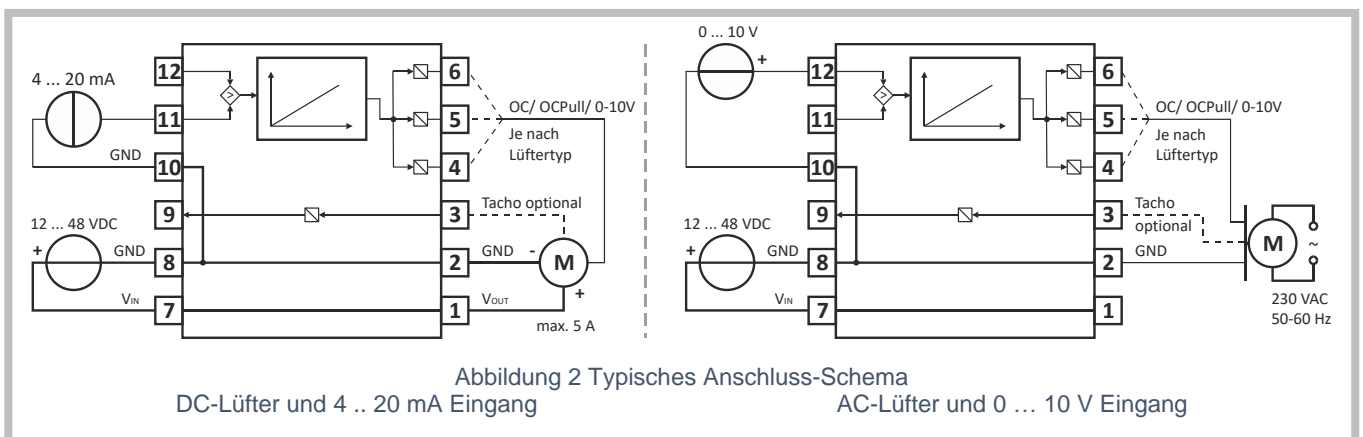 4 ... 20 mA
GND
12 ... 48 VDC
+
GND
VIN
12
11
10
9
8
7
>
6
5
4
3
2
1
OC/ OCPull/ 0-10V
Je nach
Lüftertyp
Tacho optional
GND
-
M
+
VOUT
max. 5 A
0 ... 10 V
+
12 ... 48 VDC
+
GND
VIN
12
11
10
9
8
7
>
6
5
4
3
2
1
OC/ OCPull/ 0-10V
Je nach
Lüftertyp
Tacho
optional
GND
M
~
230 VAC
50-60 Hz
Abbildung 2 Typisches Anschluss-Schema
DC-Lüfter und 4 .. 20 mA Eingang
AC-Lüfter und 0 … 10 V Eingang